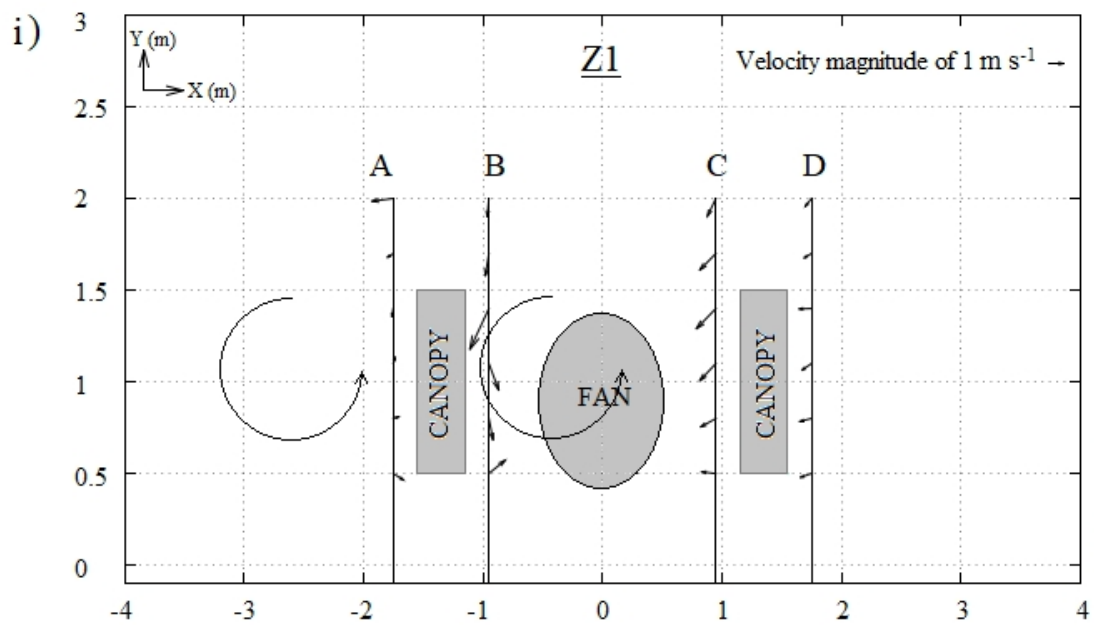 i)
3
Y (m)
X (m)
Z1
Velocity magnitude of 1 m s-1
2.5
A
B
C
D
2
1.5
CANOPY
FAN
CANOPY
1
0.5
0
-4
-3
-2
-1
0
1
2
3
4